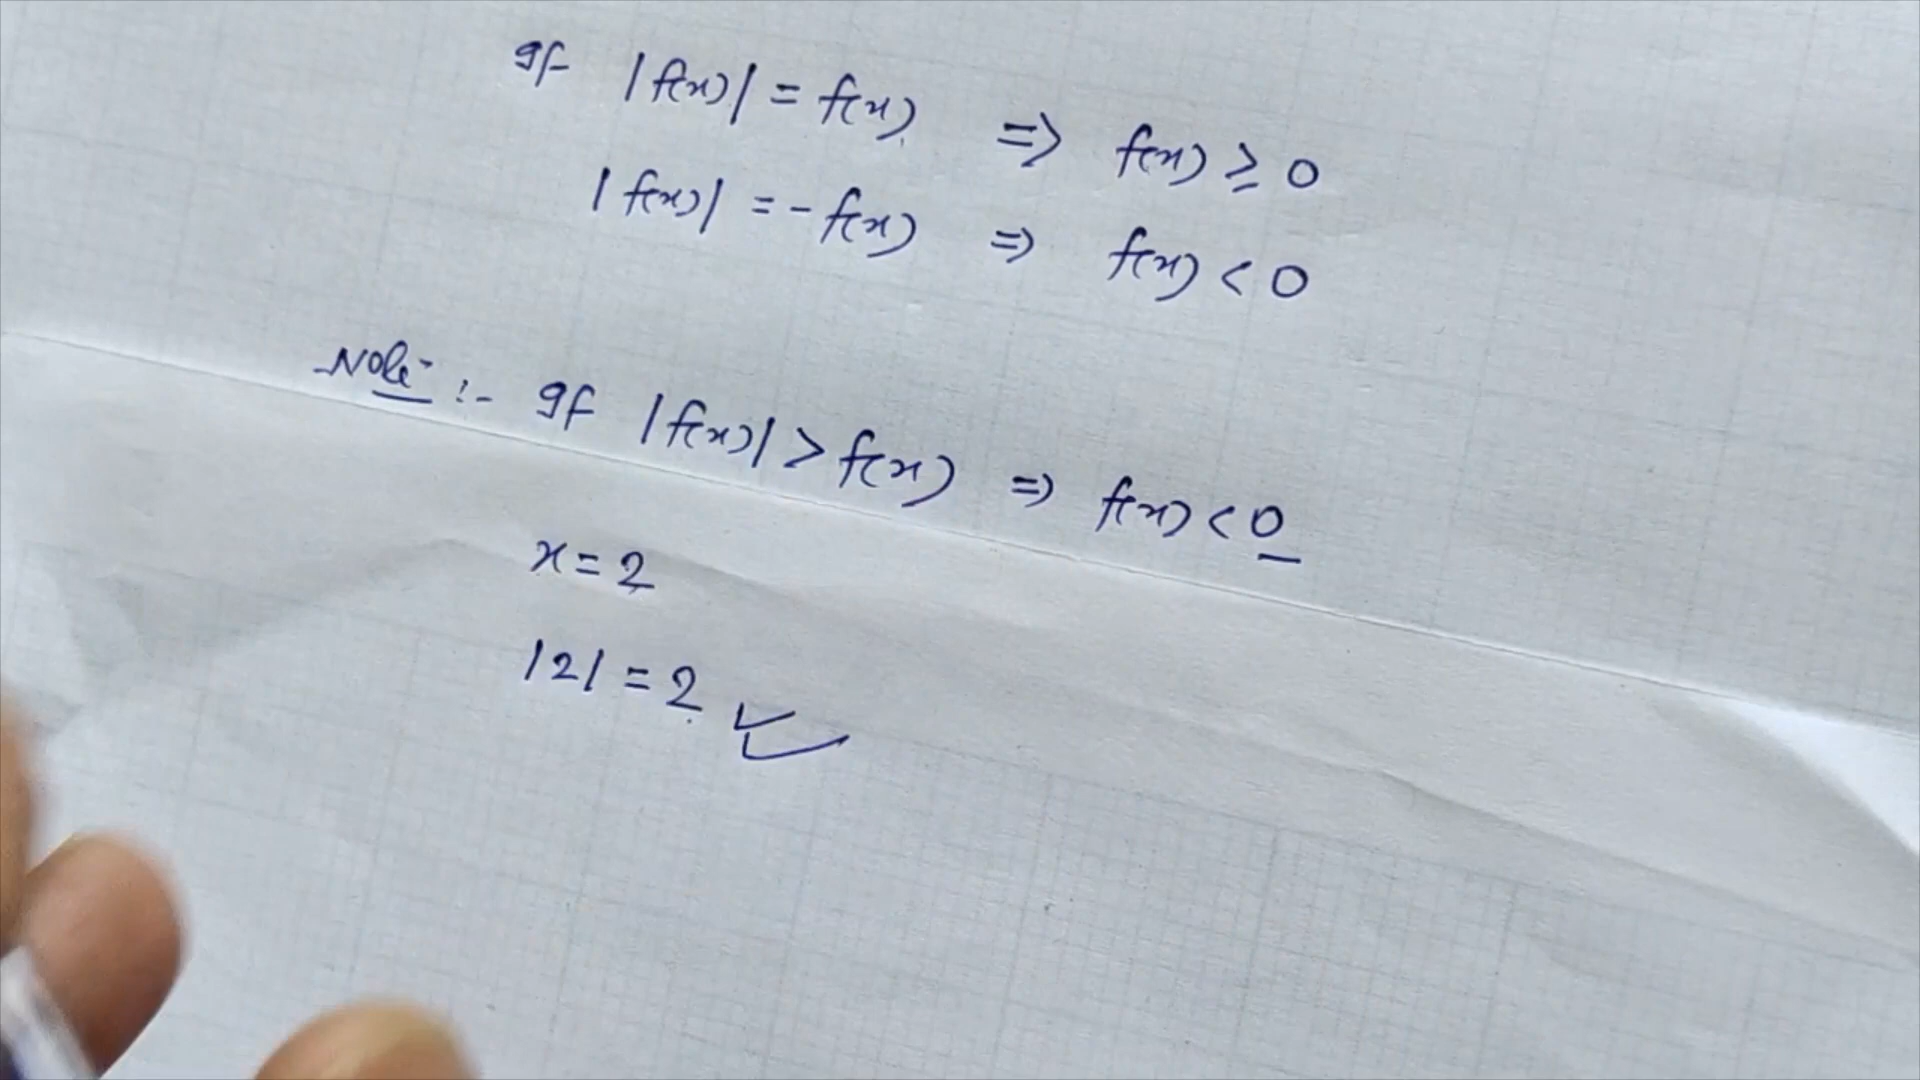 If |f(x)| = f(x) => f(x) ≥ 0
|f(x)| = -f(x) => f(x) < 0
Note :- If |f(x)| > f(x) => f(x) < 0
x = 2
|2| = 2